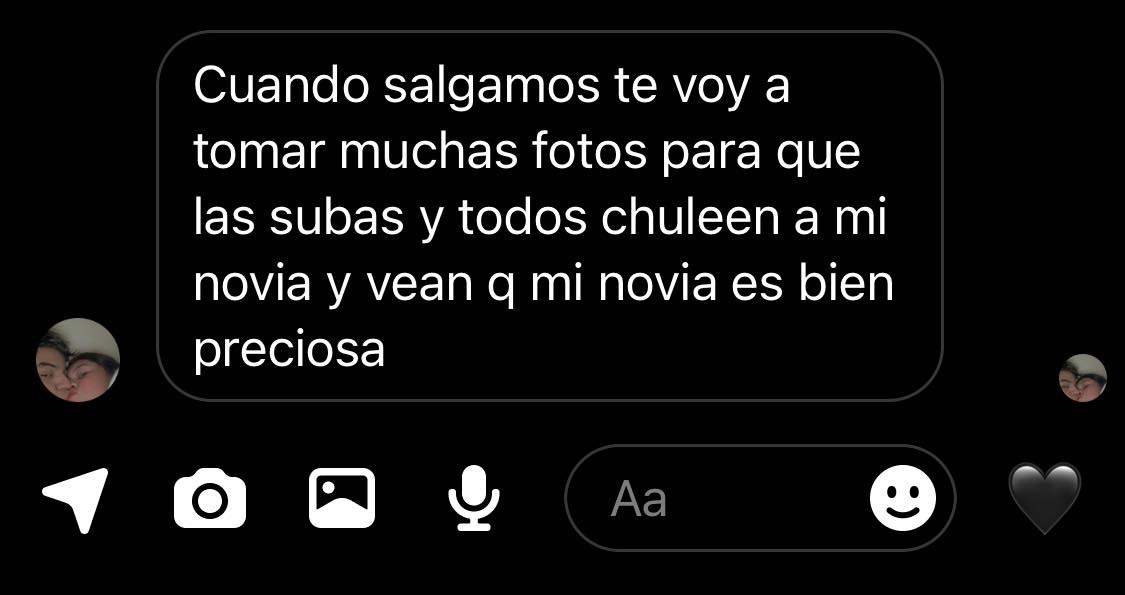 Cuando salgamos te voy a
tomar muchas fotos para que
las subas y todos chuleen a mi
novia y vean q mi novia es bien
preciosa
Aa